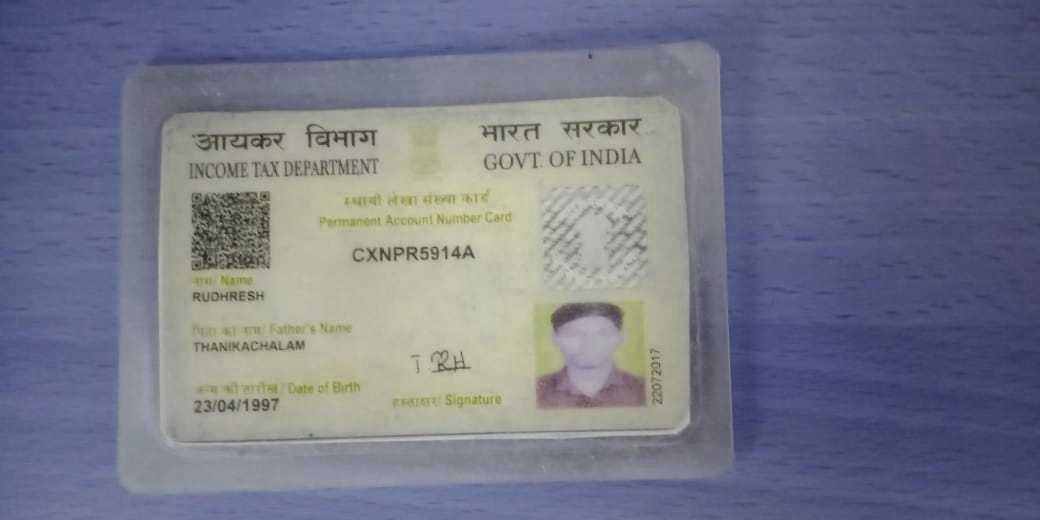 आयकर विभाग
INCOME TAX DEPARTMENT
भारत सरकार
GOVT. OF INDIA
स्थायी लेखा संख्या कार्ड
Permanent Account Number Card
CXNPR5914A
नाम/ Name
RUDHRESH
पिता का नाम/ Father's Name
THANIKACHALAM
जन्म की तारीख/ Date of Birth
23/04/1997
T RH
हस्ताक्षर/ Signature
22072017